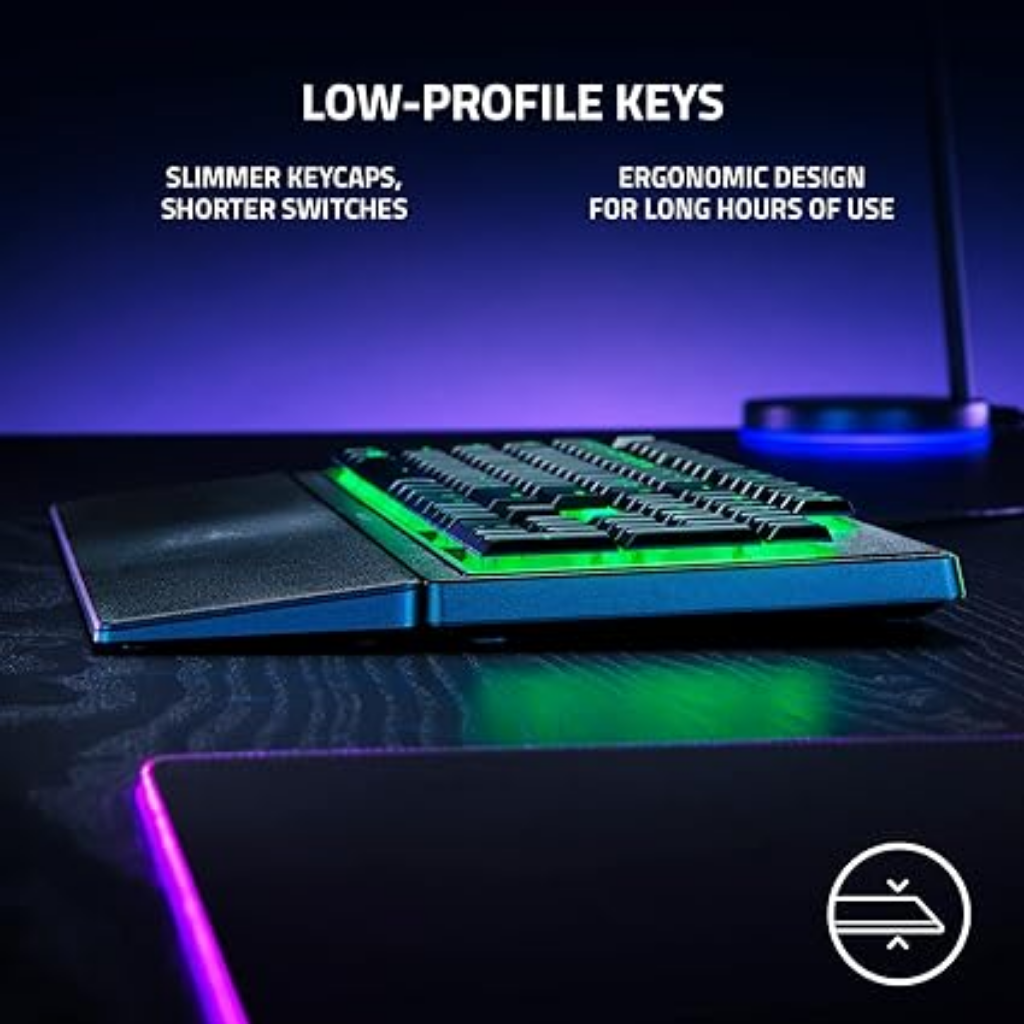 LOW-PROFILE KEYS
SLIMMER KEYCAPS,
SHORTER SWITCHES
ERGONOMIC DESIGN
FOR LONG HOURS OF USE